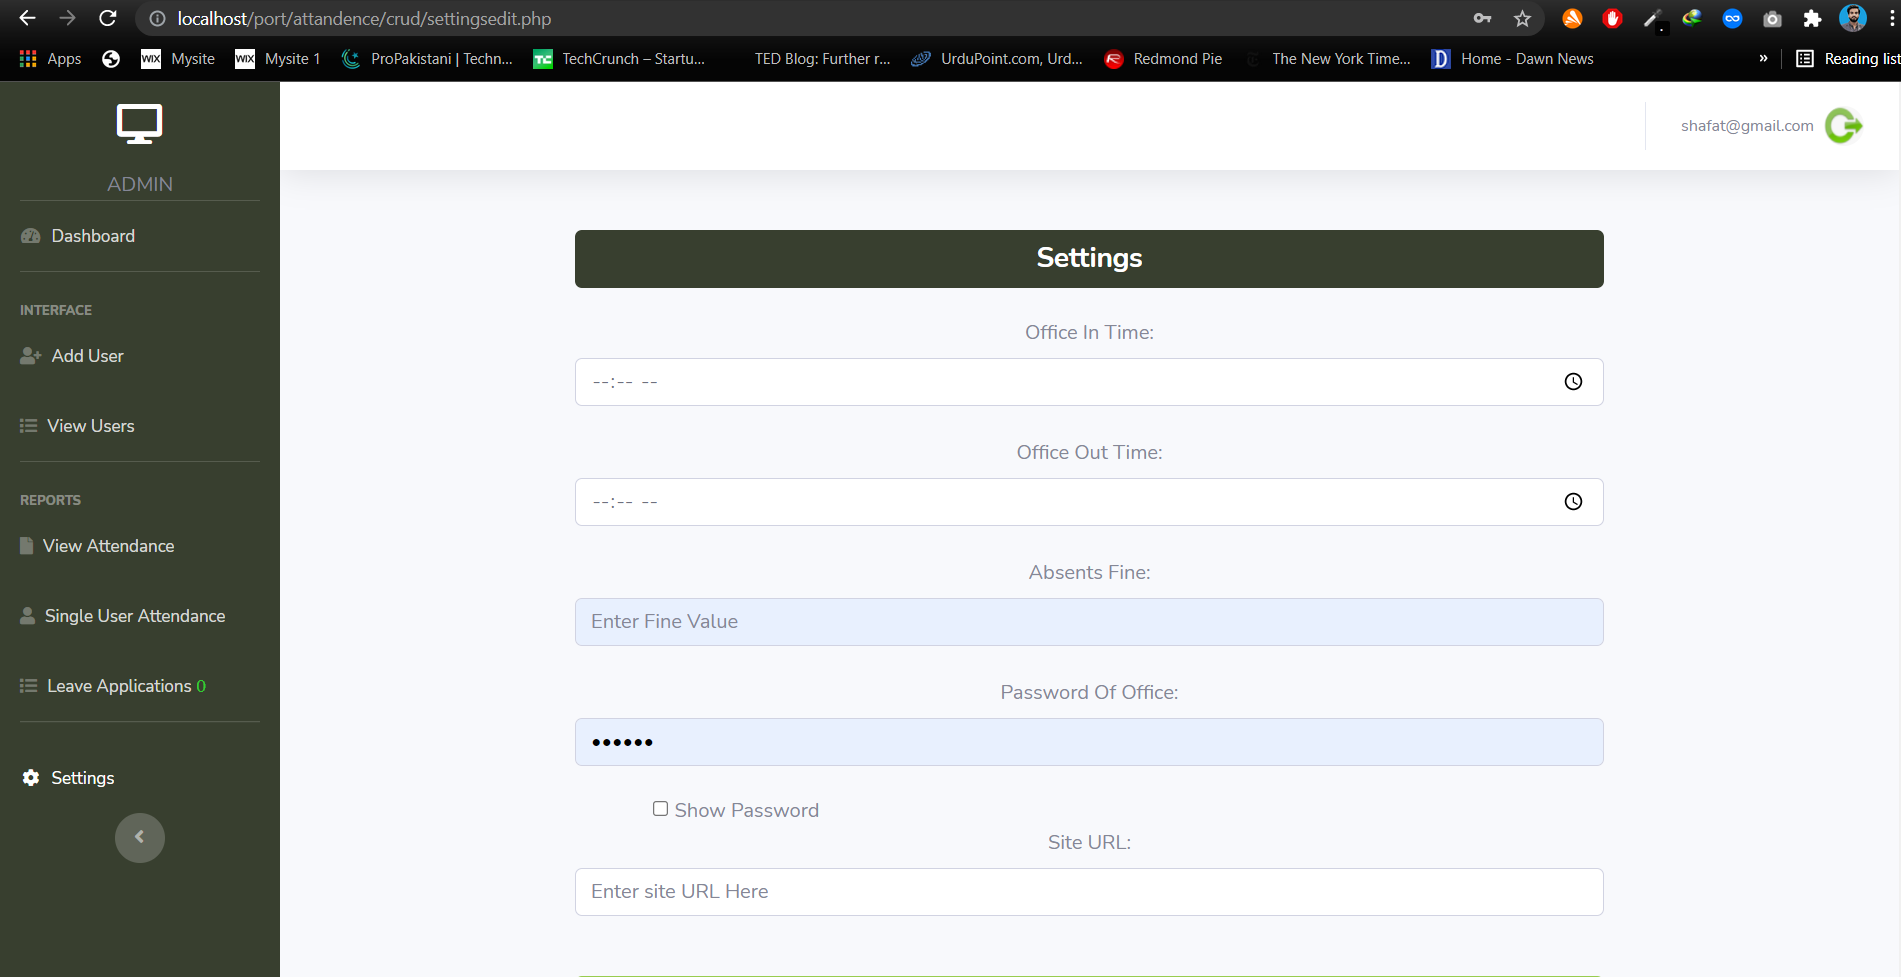 localhost/port/attandence/crud/settingsedit.php
Apps WiX Mysite WiX Mysite 1 ProPakistani | Techn... TC TechCrunch – Startu... TED Blog: Further r... UrduPoint.com, Urd... Redmond Pie The New York Time... D Home - Dawn News » Reading list
shafat@gmail.com
ADMIN
Dashboard
INTERFACE
Add User
View Users
REPORTS
View Attendance
Single User Attendance
Leave Applications 0
Settings
Settings
Office In Time:
--:-- --
Office Out Time:
--:-- --
Absents Fine:
Enter Fine Value
Password Of Office:
••••••
Show Password
Site URL:
Enter site URL Here